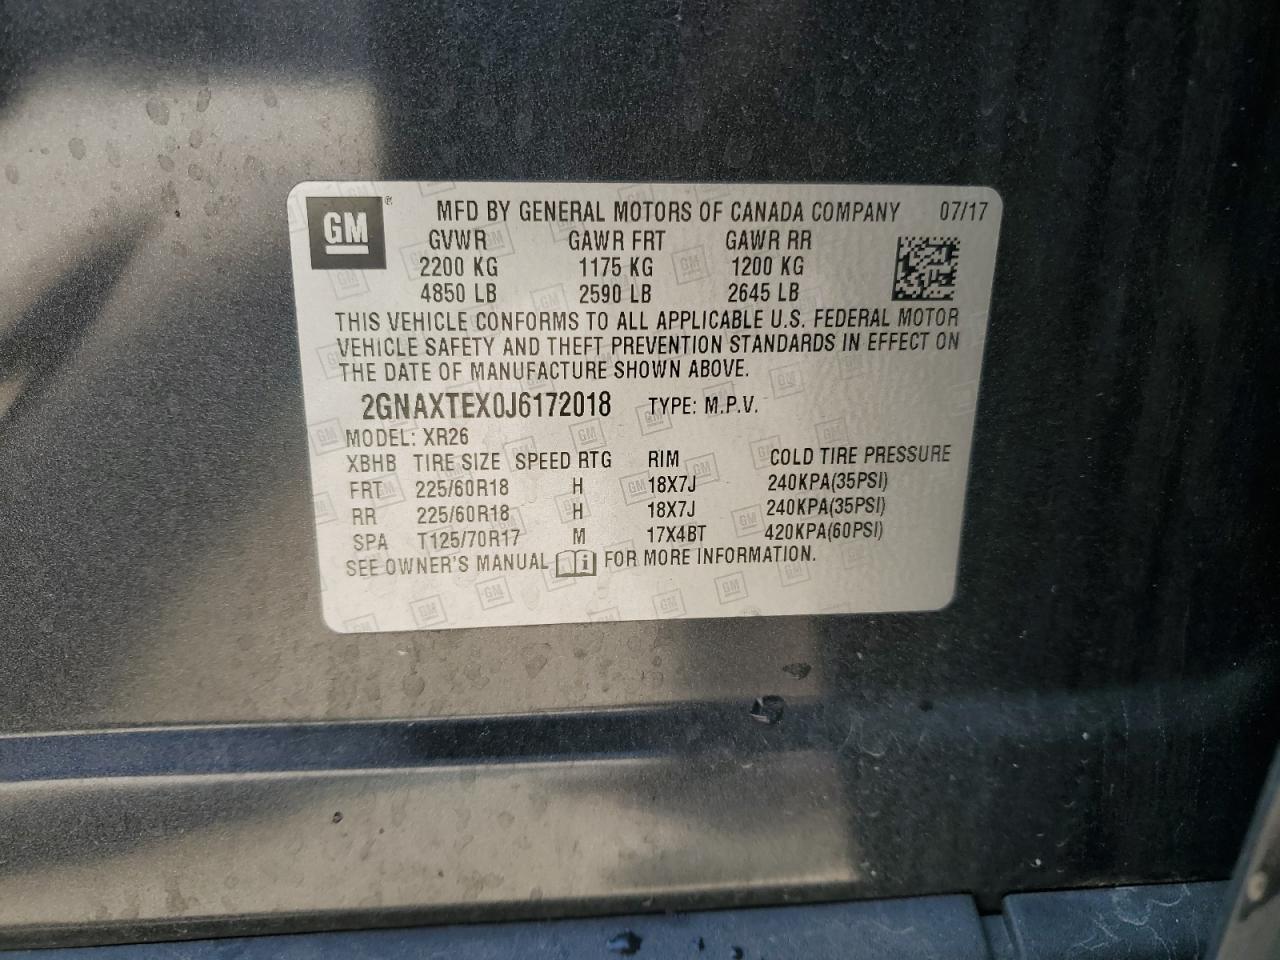 GM ® MFD BY GENERAL MOTORS OF CANADA COMPANY 07/17
GVWR GAWR FRT GAWR RR
2200 KG 1175 KG 1200 KG
4850 LB 2590 LB 2645 LB
THIS VEHICLE CONFORMS TO ALL APPLICABLE U.S. FEDERAL MOTOR
VEHICLE SAFETY AND THEFT PREVENTION STANDARDS IN EFFECT ON
THE DATE OF MANUFACTURE SHOWN ABOVE.
2GNAXTEX0J6172018 TYPE: M.P.V.
MODEL: XR26
XBHB TIRE SIZE SPEED RTG RIM COLD TIRE PRESSURE
FRT 225/60R18 H 18X7J 240KPA(35PSI)
RR 225/60R18 H 18X7J 240KPA(35PSI)
SPA T125/70R17 M 17X4BT 420KPA(60PSI)
SEE OWNER'S MANUAL i FOR MORE INFORMATION.